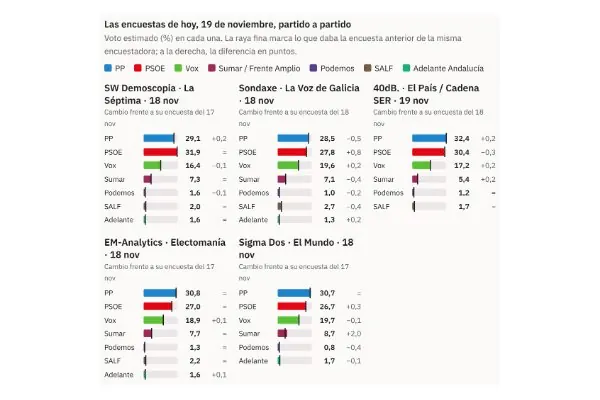 Las encuestas de hoy, 19 de noviembre, partido a partido
Voto estimado (%) en cada una. La raya fina marca lo que daba la encuesta anterior de la misma
encuestadora; a la derecha, la diferencia en puntos.
PP PSOE Vox Sumar / Frente Amplio Podemos SALF Adelante Andalucía
SW Demoscopia · La
Séptima · 18 nov
Cambio frente a su encuesta del 17
nov
PP 29,1 +0,2
PSOE 31,9 =
Vox 16,4 −0,1
Sumar 7,3 =
Podemos 1,6 −0,1
SALF 2,0 =
Adelante 1,6 =
Sondaxe · La Voz de Galicia
· 18 nov
Cambio frente a su encuesta del 18
nov
PP 28,5 −0,5
PSOE 27,8 +0,8
Vox 19,6 +0,2
Sumar 7,1 −0,4
Podemos 1,0 −0,2
SALF 2,7 −0,4
Adelante 1,3 +0,2
40dB. · El País / Cadena
SER · 19 nov
Cambio frente a su encuesta del 18
nov
PP 32,4 +0,2
PSOE 30,4 −0,3
Vox 17,2 +0,2
Sumar 5,4 +0,2
Podemos 1,2 =
SALF 1,7 =
EM-Analytics · Electomanía
· 18 nov
Cambio frente a su encuesta del 17
nov
PP 30,8 =
PSOE 27,0 =
Vox 18,9 +0,1
Sumar 7,7 =
Podemos 1,3 =
SALF 2,2 =
Adelante 1,6 +0,1
Sigma Dos · El Mundo · 18
nov
Cambio frente a su encuesta del 17
nov
PP 30,7 =
PSOE 26,7 +0,3
Vox 19,7 −0,1
Sumar 8,7 +2,0
Podemos 0,8 −0,4
Adelante 1,7 −0,1